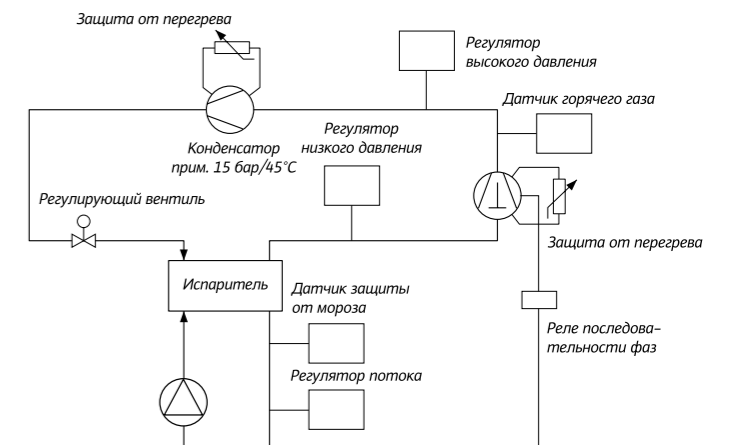 Защита от перегрева
Регулятор
высокого давления
Датчик горячего газа
Конденсатор
прим. 15 бар/45°C
Регулятор
низкого давления
Регулирующий вентиль
Защита от перегрева
Испаритель
Датчик защиты
от мороза
Реле последова-
тельности фаз
Регулятор потока